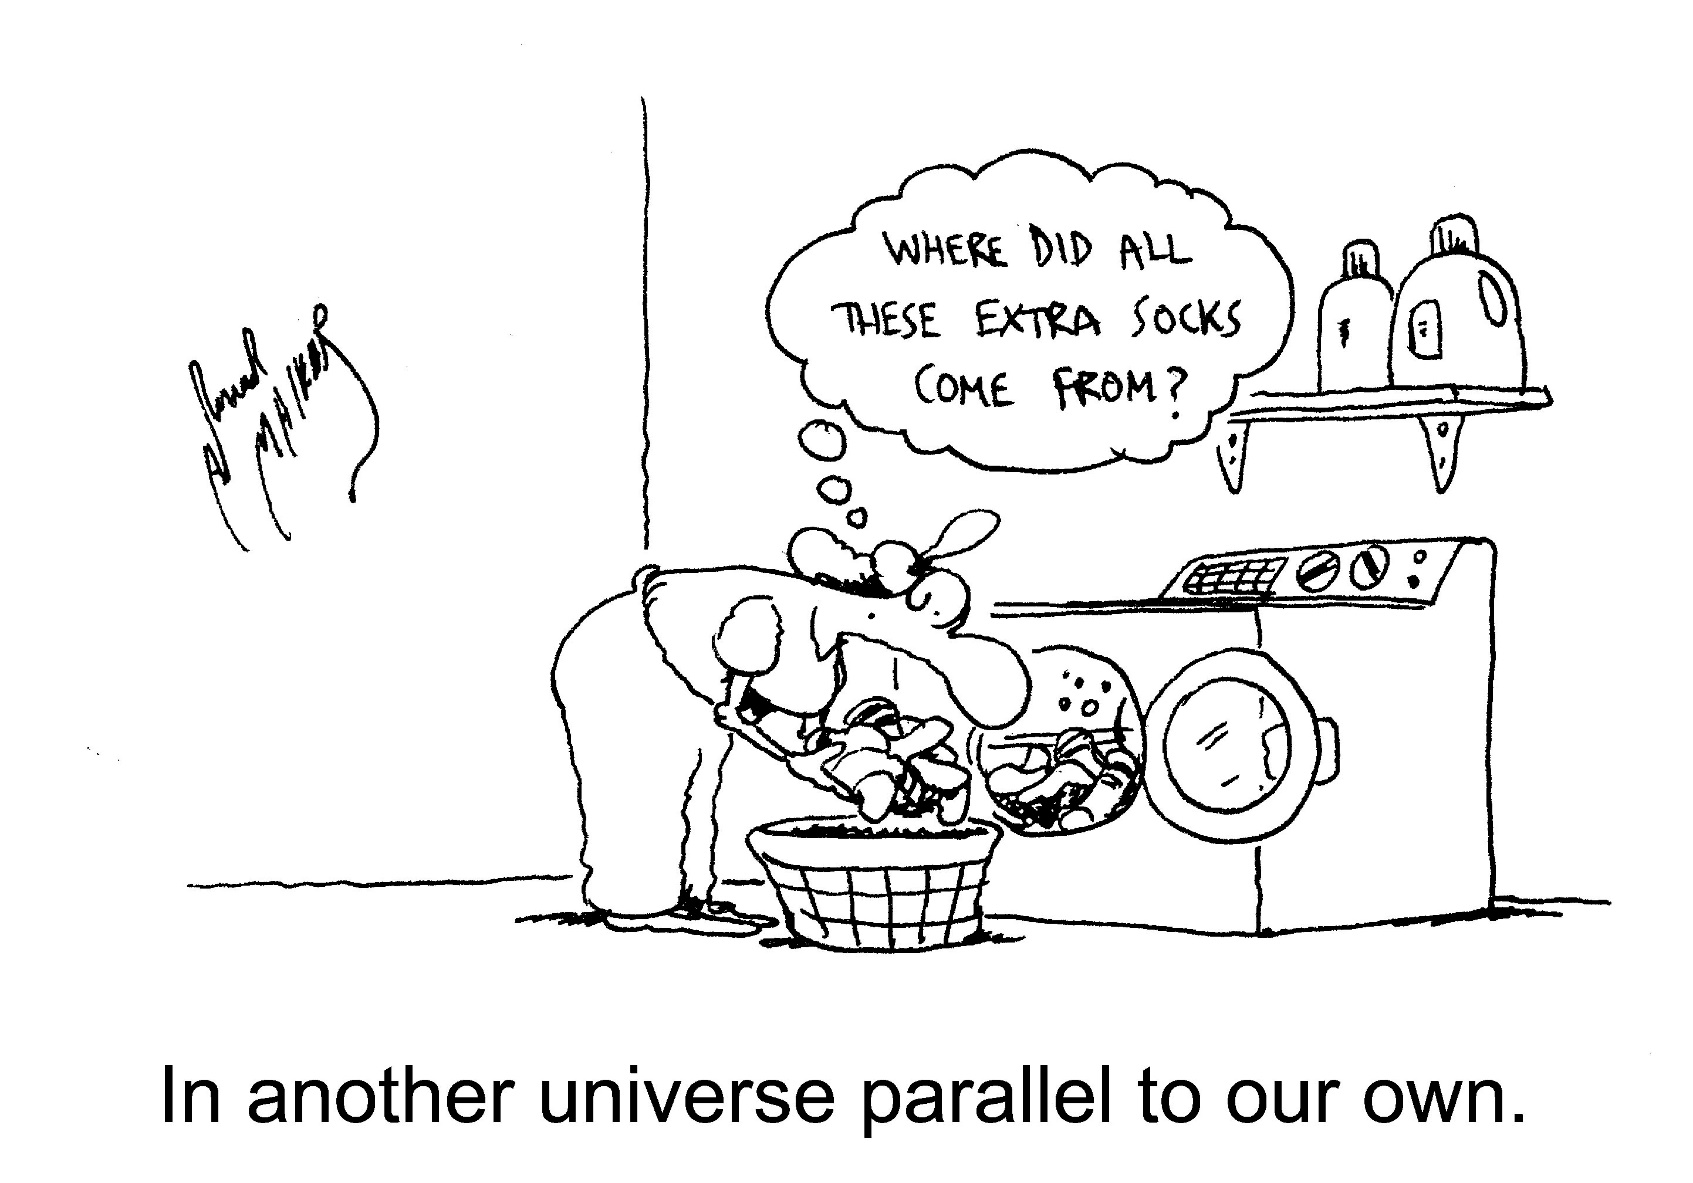 WHERE DID ALL
THESE EXTRA SOCKS
COME FROM?
In another universe parallel to our own.